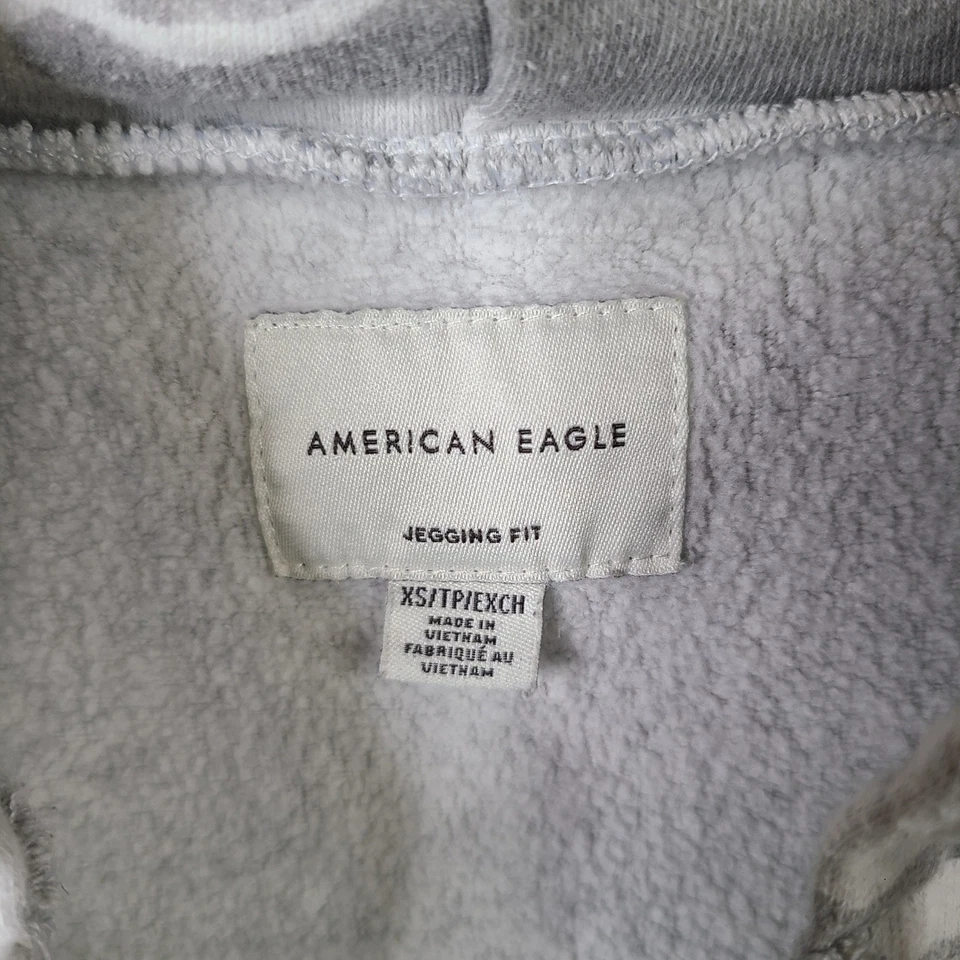 AMERICAN EAGLE
JEGGING FIT
XS/TP/EXCH
MADE IN
VIETNAM
FABRIQUÉ AU
VIETNAM